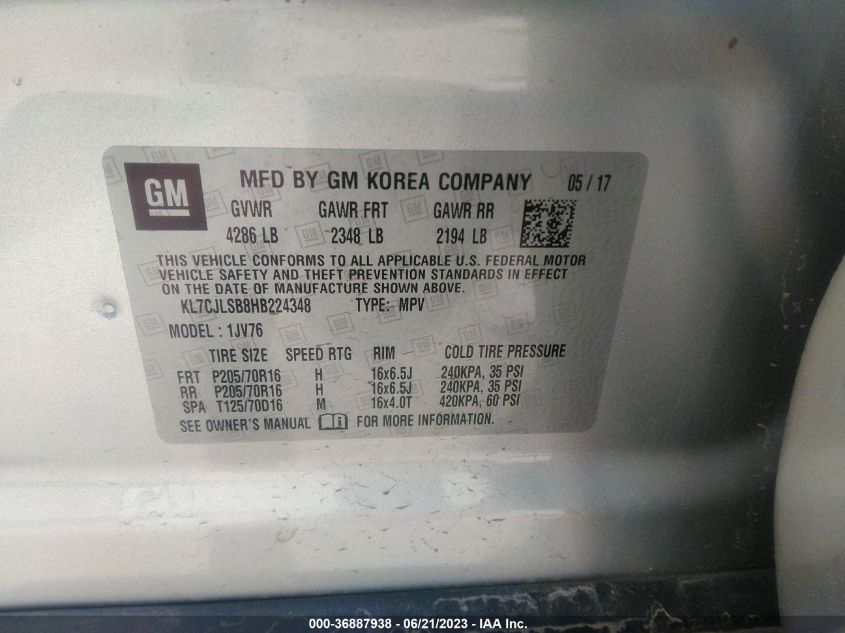 GM MFD BY GM KOREA COMPANY 05 / 17
GVWR GAWR FRT GAWR RR
4286 LB 2348 LB 2194 LB
THIS VEHICLE CONFORMS TO ALL APPLICABLE U.S. FEDERAL MOTOR
VEHICLE SAFETY AND THEFT PREVENTION STANDARDS IN EFFECT
ON THE DATE OF MANUFACTURE SHOWN ABOVE.
KL7CJLSB8HB224348 TYPE: MPV
MODEL : 1JV76
TIRE SIZE SPEED RTG RIM COLD TIRE PRESSURE
FRT P205/70R16 H 16x6.5J 240KPA, 35 PSI
RR P205/70R16 H 16x6.5J 240KPA, 35 PSI
SPA T125/70D16 M 16x4.0T 420KPA, 60 PSI
SEE OWNER'S MANUAL FOR MORE INFORMATION.
000-36887938 - 06/21/2023 - IAA Inc.